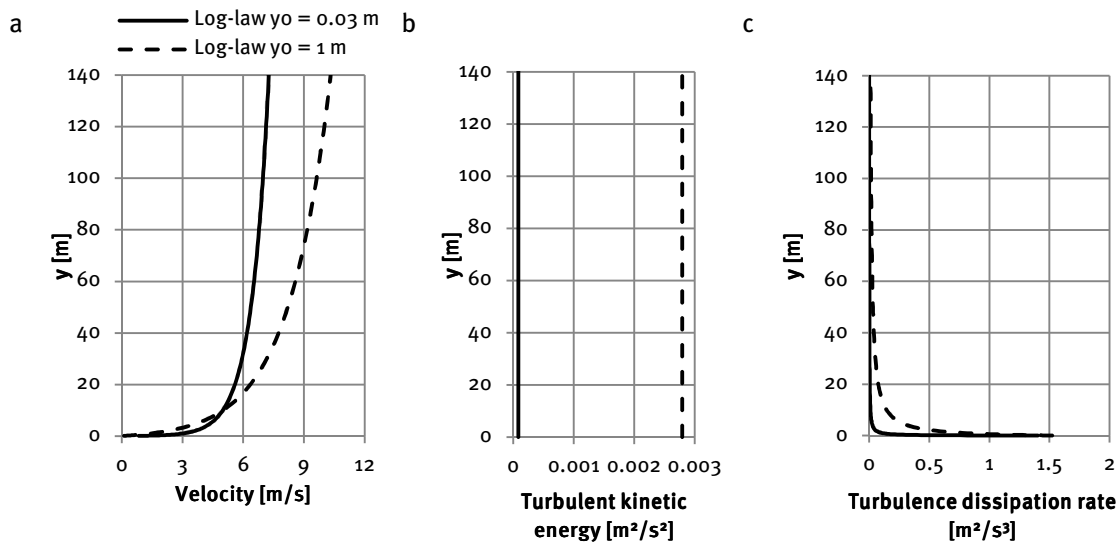 a
Log-law yo = 0.03 m
Log-law yo = 1 m
b
c
140
120
100
80
60
40
20
0
y [m]
0 3 6 9 12
Velocity [m/s]
140
120
100
80
60
40
20
0
y [m]
0 0.001 0.002 0.003
Turbulent kinetic
energy [m²/s²]
140
120
100
80
60
40
20
0
y [m]
0 0.5 1 1.5 2
Turbulence dissipation rate
[m²/s³]